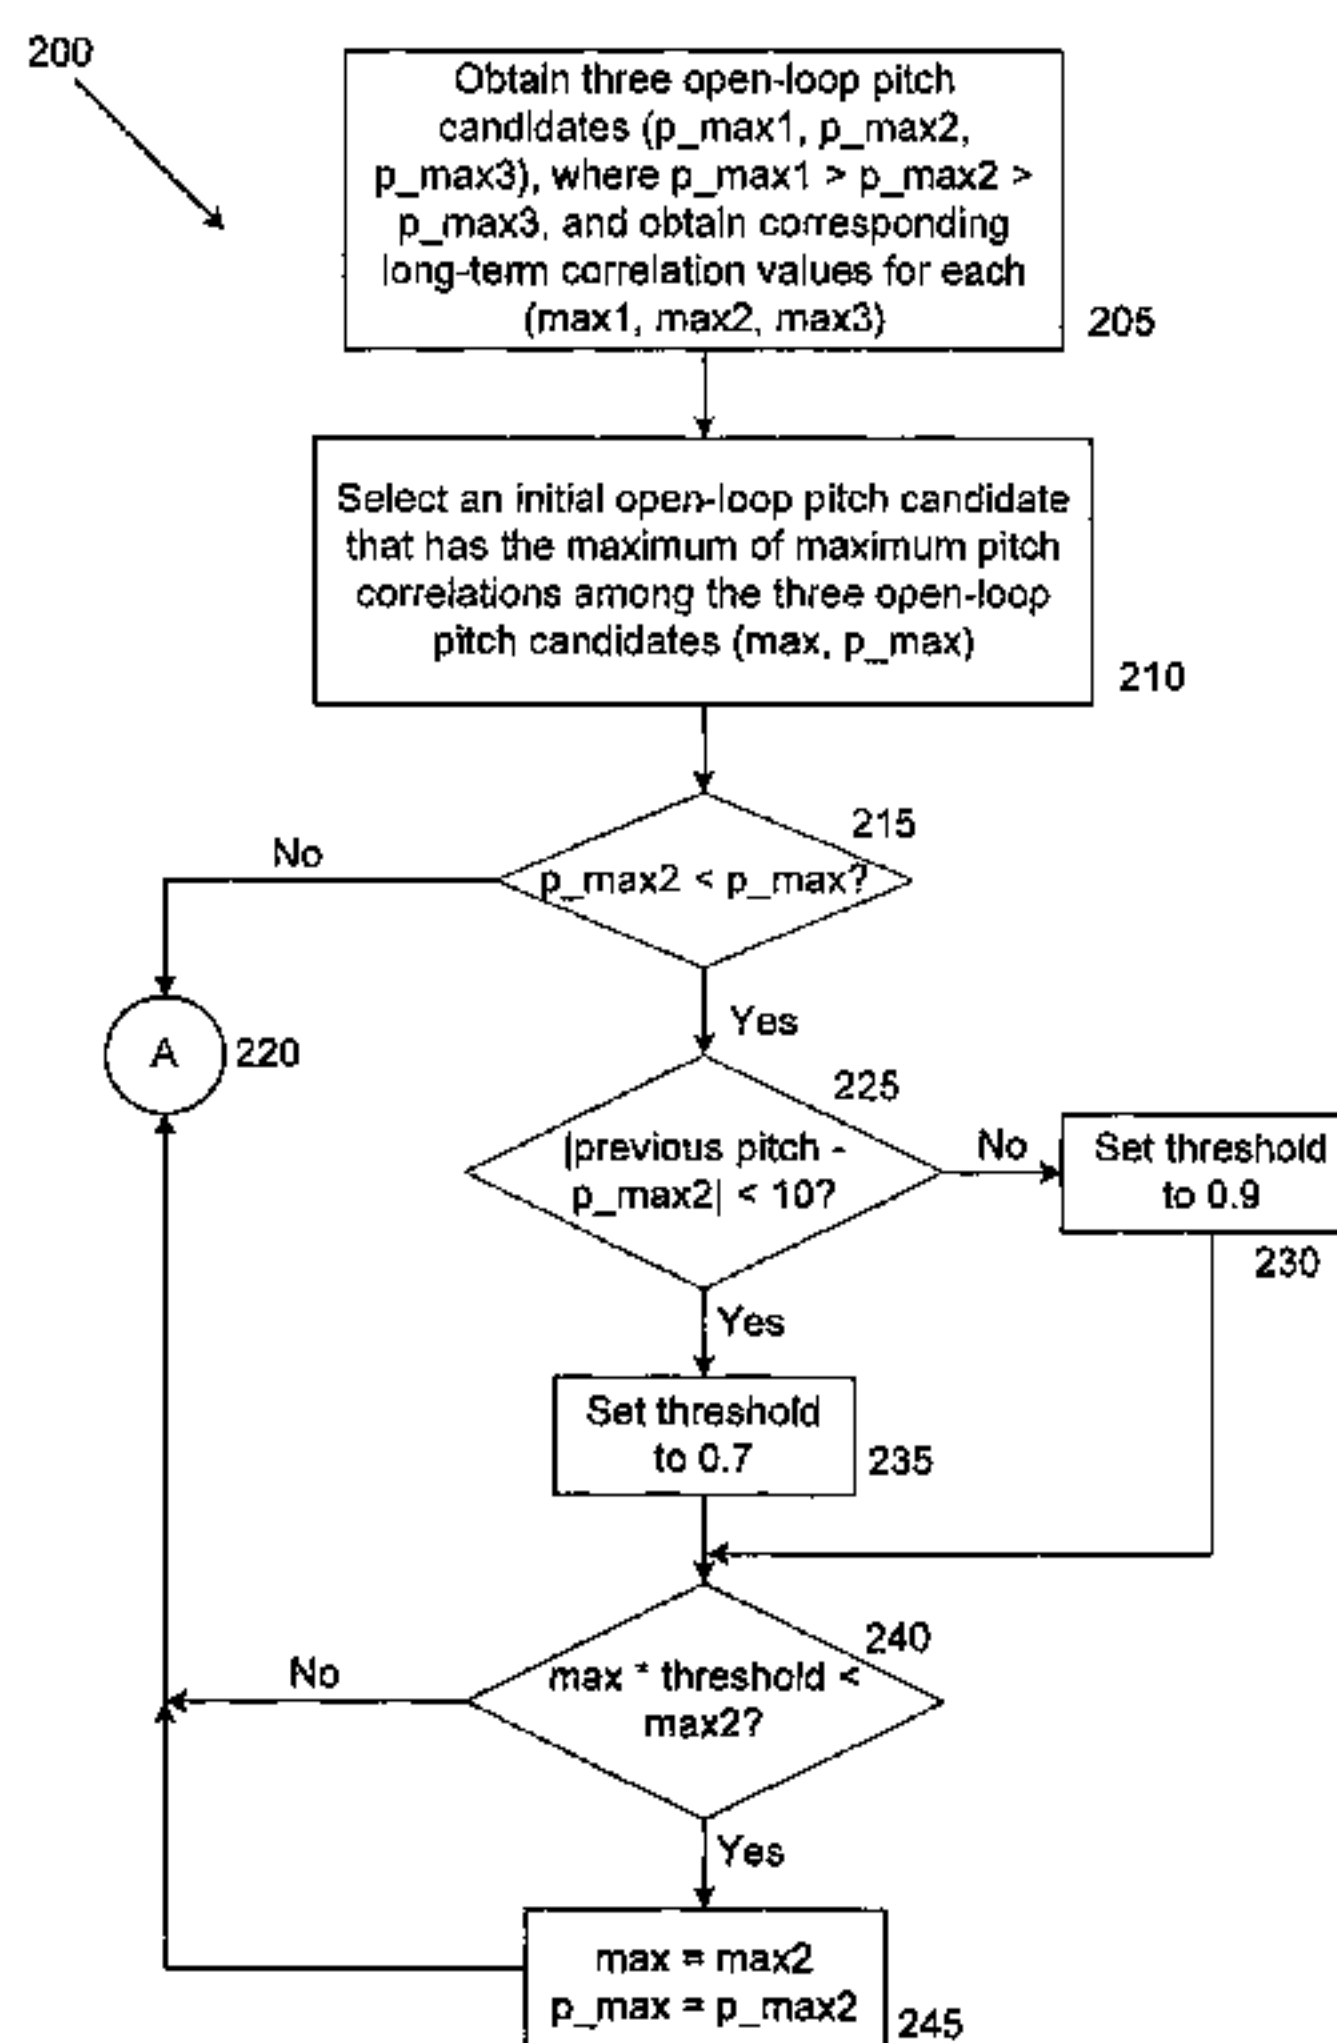 200
Obtain three open-loop pitch
candidates (p_max1, p_max2,
p_max3), where p_max1 > p_max2 >
p_max3, and obtain corresponding
long-term correlation values for each
(max1, max2, max3)
205
Select an initial open-loop pitch candidate
that has the maximum of maximum pitch
correlations among the three open-loop
pitch candidates (max, p_max)
210
215
No
p_max2 < p_max?
Yes
A
220
225
|previous pitch -
p_max2| < 10?
No
Set threshold
to 0.9
230
Yes
Set threshold
to 0.7
235
240
No
max * threshold <
max2?
Yes
max = max2
p_max = p_max2
245